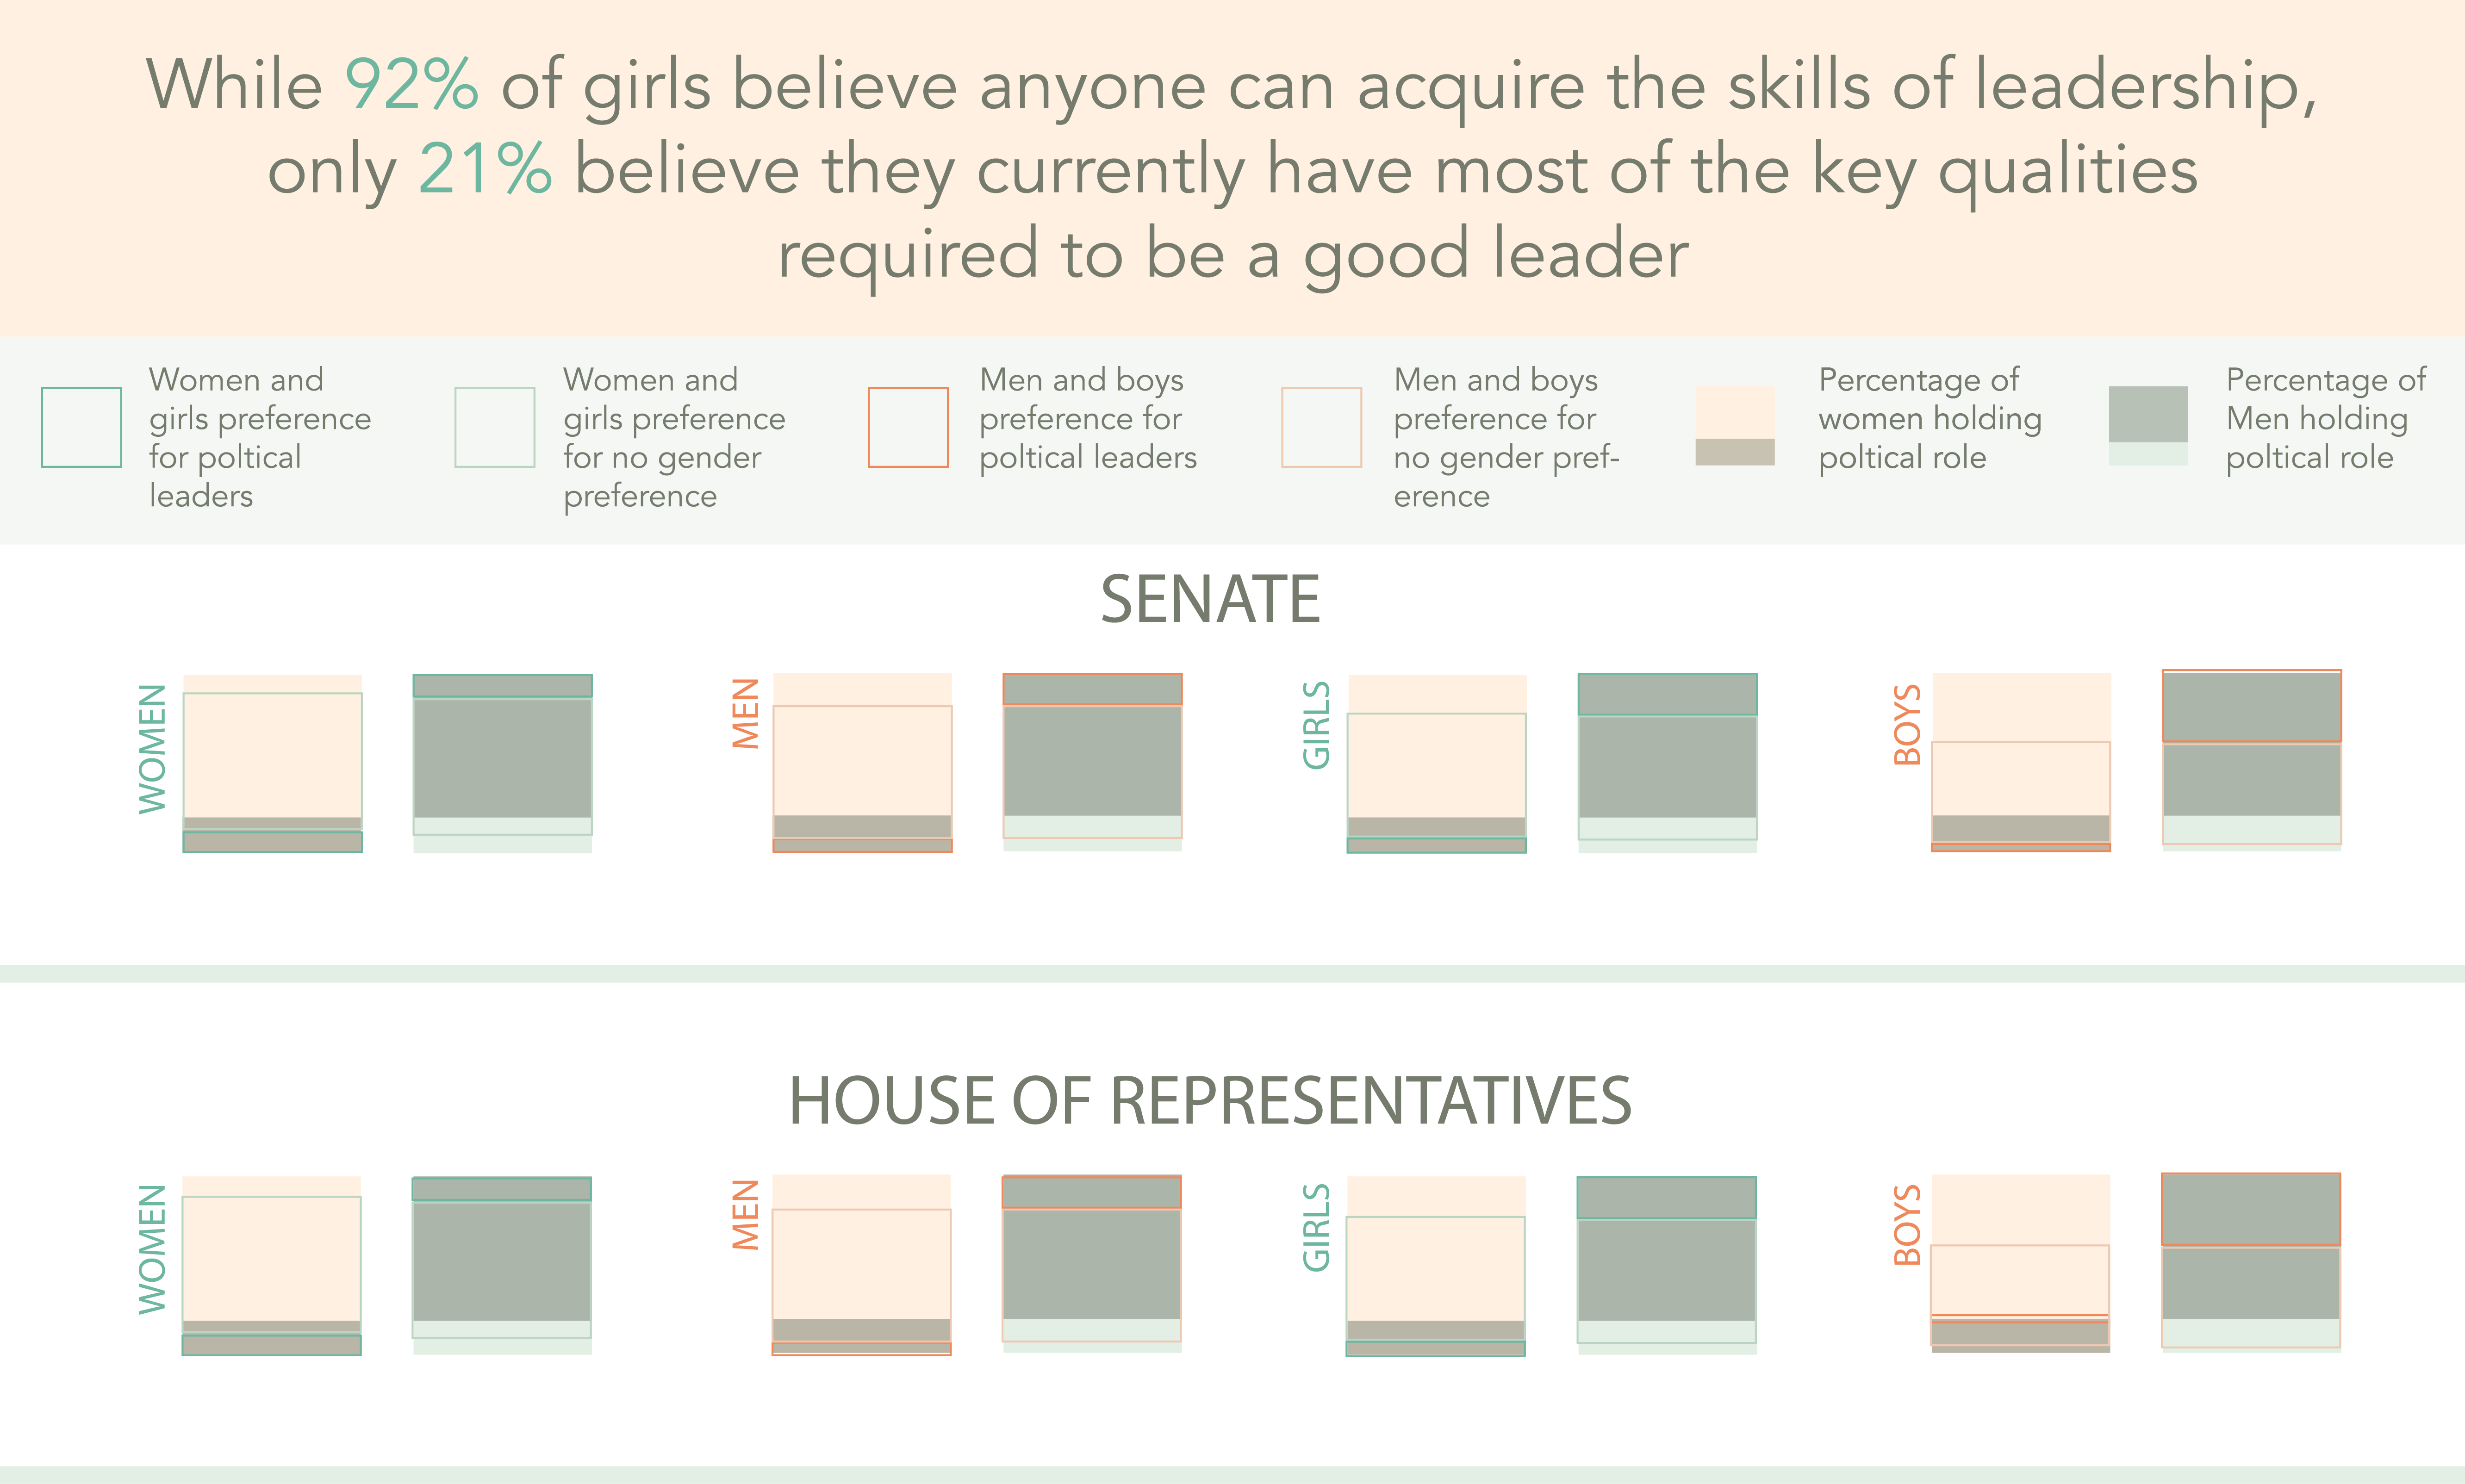 While 92% of girls believe anyone can acquire the skills of leadership,
only 21% believe they currently have most of the key qualities
required to be a good leader
Women and
girls preference
for poltical
leaders
Women and
girls preference
for no gender
preference
Men and boys
preference for
poltical leaders
Men and boys
preference for
no gender pref-
erence
Percentage of
women holding
poltical role
Percentage of
Men holding
poltical role
SENATE
WOMEN
MEN
GIRLS
BOYS
HOUSE OF REPRESENTATIVES
WOMEN
MEN
GIRLS
BOYS